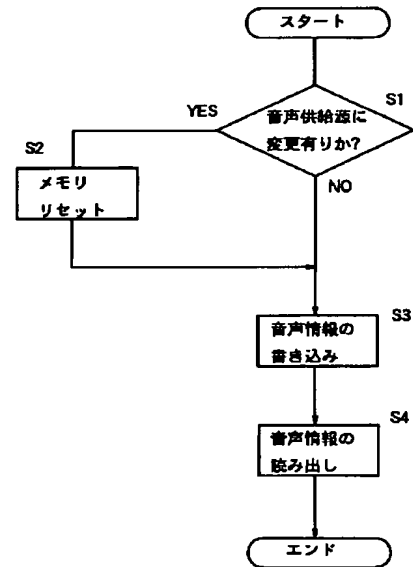 スタート
S1
音声供給源に
変更有りか?
YES
NO
S2
メモリ
リセット
S3
音声情報の
書き込み
S4
音声情報の
読み出し
エンド